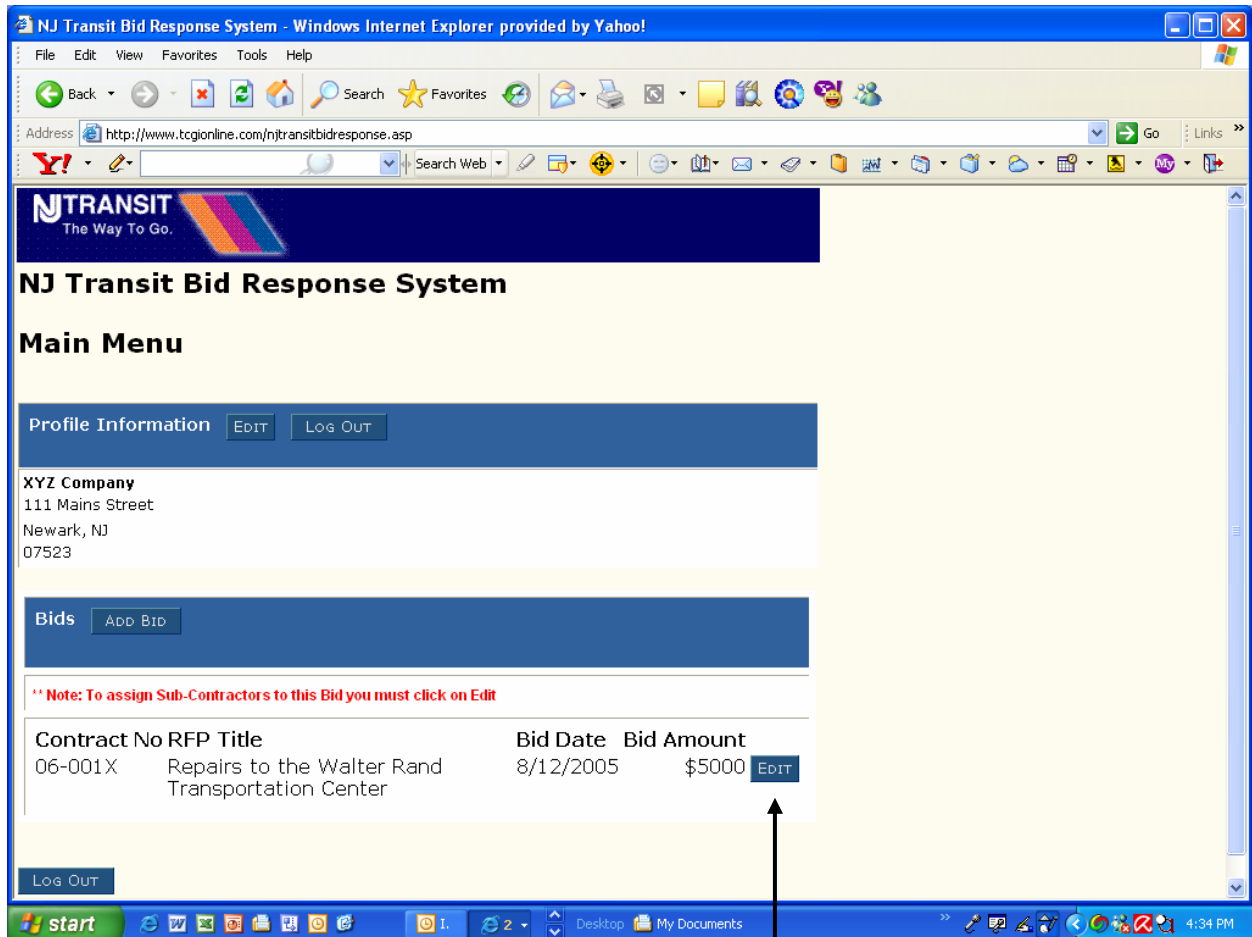 NJ Transit Bid Response System - Windows Internet Explorer provided by Yahoo!
File Edit View Favorites Tools Help
Back Search Favorites
Address http://www.tcgionline.com/njtransitbidresponse.asp Go Links »
Y! Search Web My
NJTRANSIT
The Way To Go.
NJ Transit Bid Response System
Main Menu
Profile Information EDIT LOG OUT
XYZ Company
111 Mains Street
Newark, NJ
07523
Bids ADD BID
** Note: To assign Sub-Contractors to this Bid you must click on Edit
Contract No RFP Title Bid Date Bid Amount
06-001X Repairs to the Walter Rand 8/12/2005 $5000 EDIT
Transportation Center
LOG OUT
start I. 2 Desktop My Documents » 4:34 PM